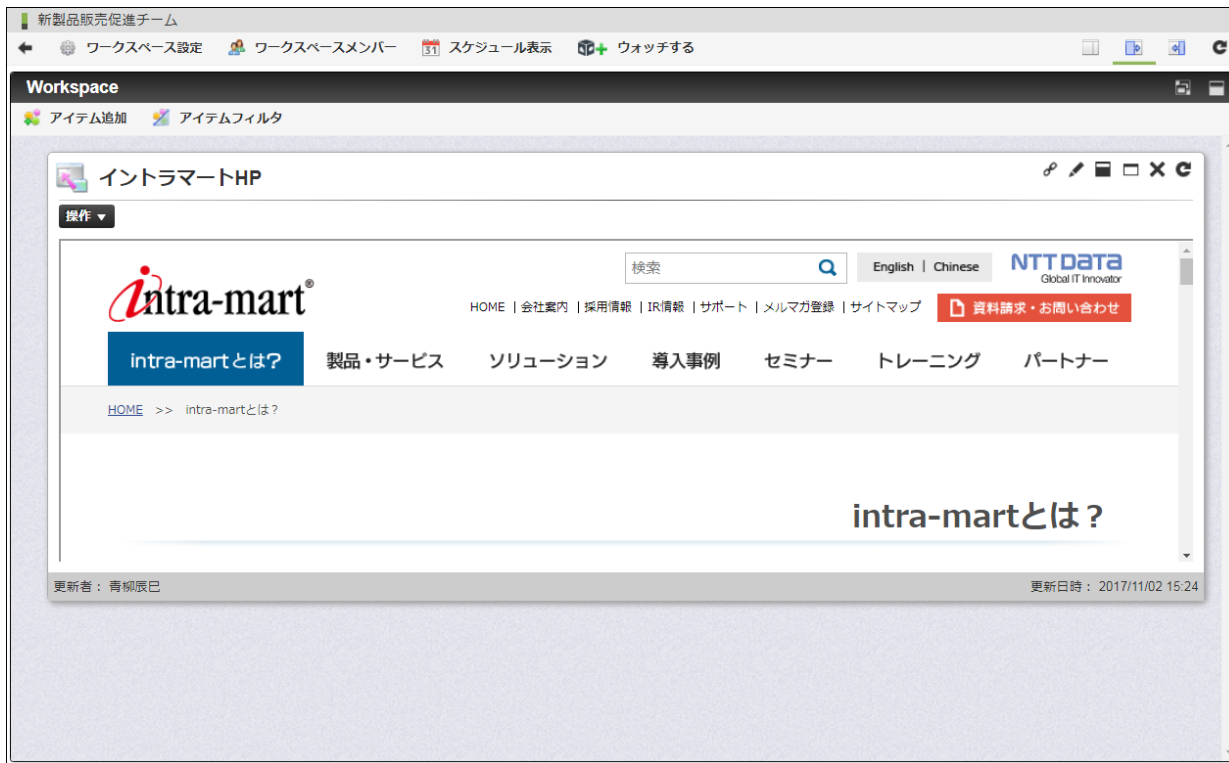 新製品販売促進チーム
ワークスペース設定 ワークスペースメンバー 31 スケジュール表示 ウォッチする
Workspace
アイテム追加 アイテムフィルタ
イントラマートHP
操作 ▼
検索 English | Chinese NTT DATA
Global IT Innovator
intra-mart®
HOME | 会社案内 | 採用情報 | IR情報 | サポート | メルマガ登録 | サイトマップ 資料請求・お問い合わせ
intra-martとは? 製品・サービス ソリューション 導入事例 セミナー トレーニング パートナー
HOME >> intra-martとは?
intra-martとは?
更新者： 青柳辰巳 更新日時： 2017/11/02 15:24